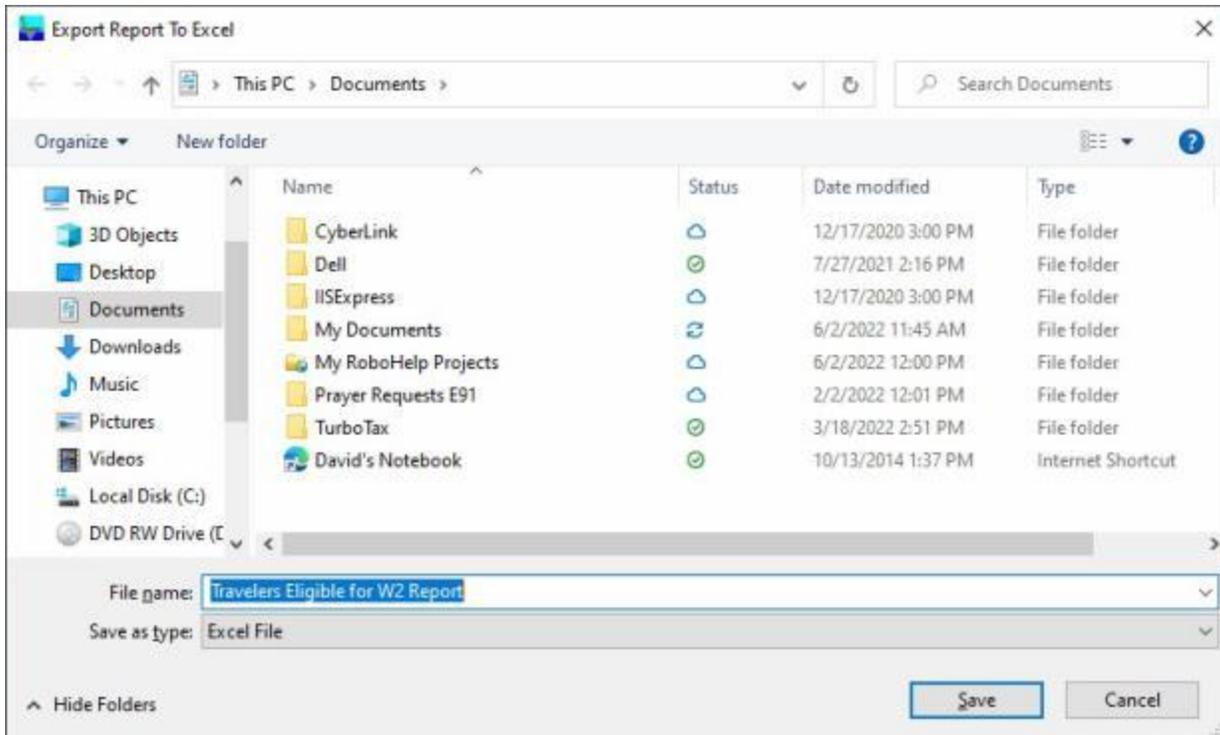 Export Report To Excel
This PC > Documents >
Search Documents
Organize
New folder
Name Status Date modified Type
This PC
3D Objects
Desktop
Documents
Downloads
Music
Pictures
Videos
Local Disk (C:)
DVD RW Drive (D
CyberLink 12/17/2020 3:00 PM File folder
Dell 7/27/2021 2:16 PM File folder
IISExpress 12/17/2020 3:00 PM File folder
My Documents 6/2/2022 11:45 AM File folder
My RoboHelp Projects 6/2/2022 12:00 PM File folder
Prayer Requests E91 2/2/2022 12:01 PM File folder
TurboTax 3/18/2022 2:51 PM File folder
David's Notebook 10/13/2014 1:37 PM Internet Shortcut
File name: Travelers Eligible for W2 Report
Save as type: Excel File
Hide Folders
Save
Cancel